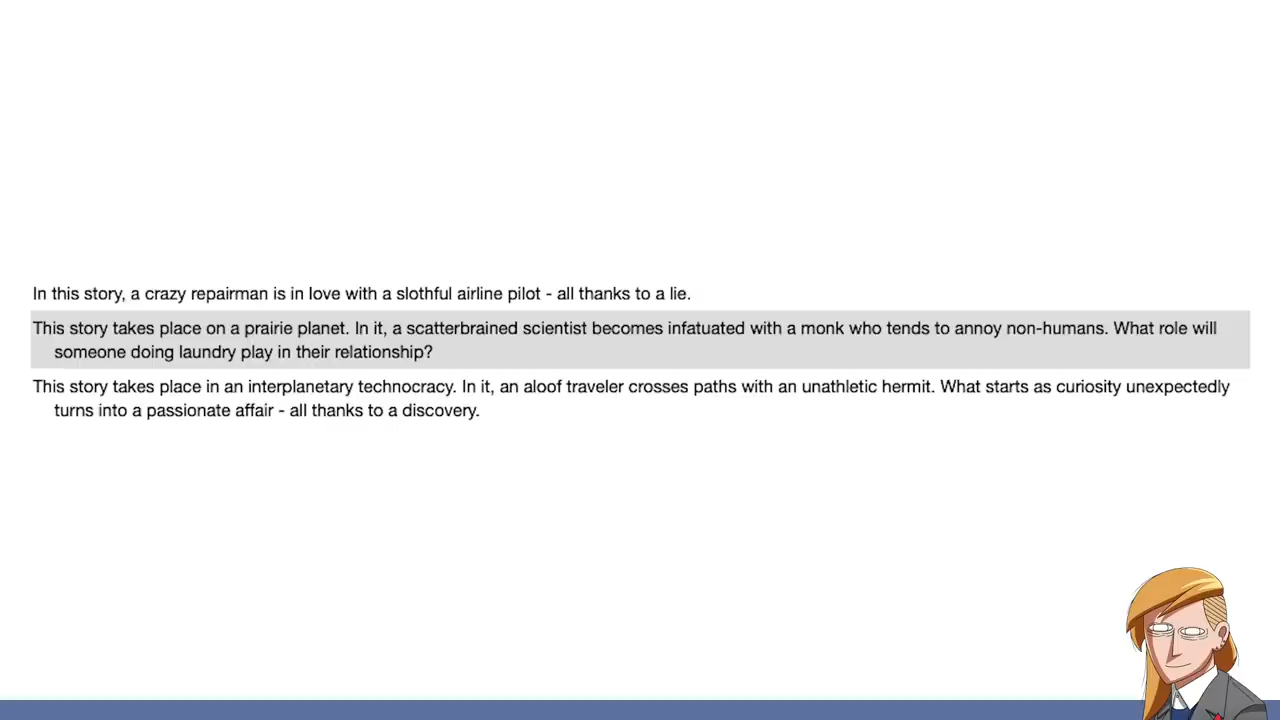 In this story, a crazy repairman is in love with a slothful airline pilot - all thanks to a lie.
This story takes place on a prairie planet. In it, a scatterbrained scientist becomes infatuated with a monk who tends to annoy non-humans. What role will
someone doing laundry play in their relationship?
This story takes place in an interplanetary technocracy. In it, an aloof traveler crosses paths with an unathletic hermit. What starts as curiosity unexpectedly
turns into a passionate affair - all thanks to a discovery.